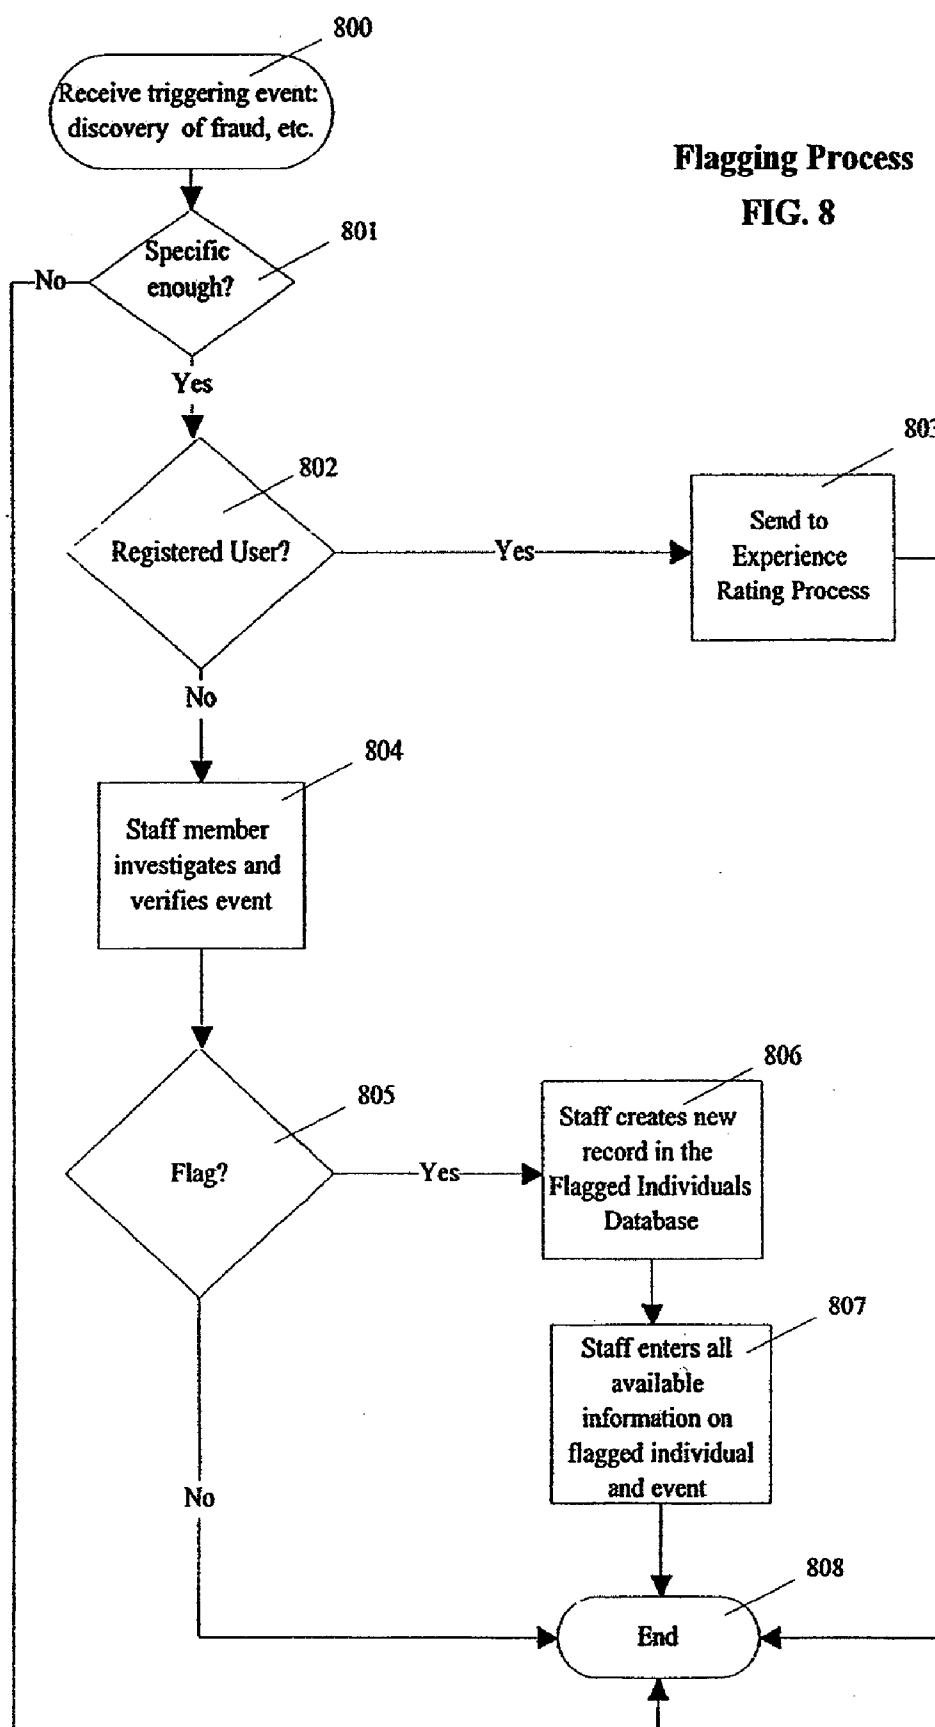 800
Receive triggering event:
discovery of fraud, etc.
Flagging Process
FIG. 8
801
Specific
enough?
No
Yes
802
Registered User?
Yes
803
Send to
Experience
Rating Process
No
804
Staff member
investigates and
verifies event
805
Flag?
Yes
806
Staff creates new
record in the
Flagged Individuals
Database
807
Staff enters all
available
information on
flagged individual
and event
No
808
End